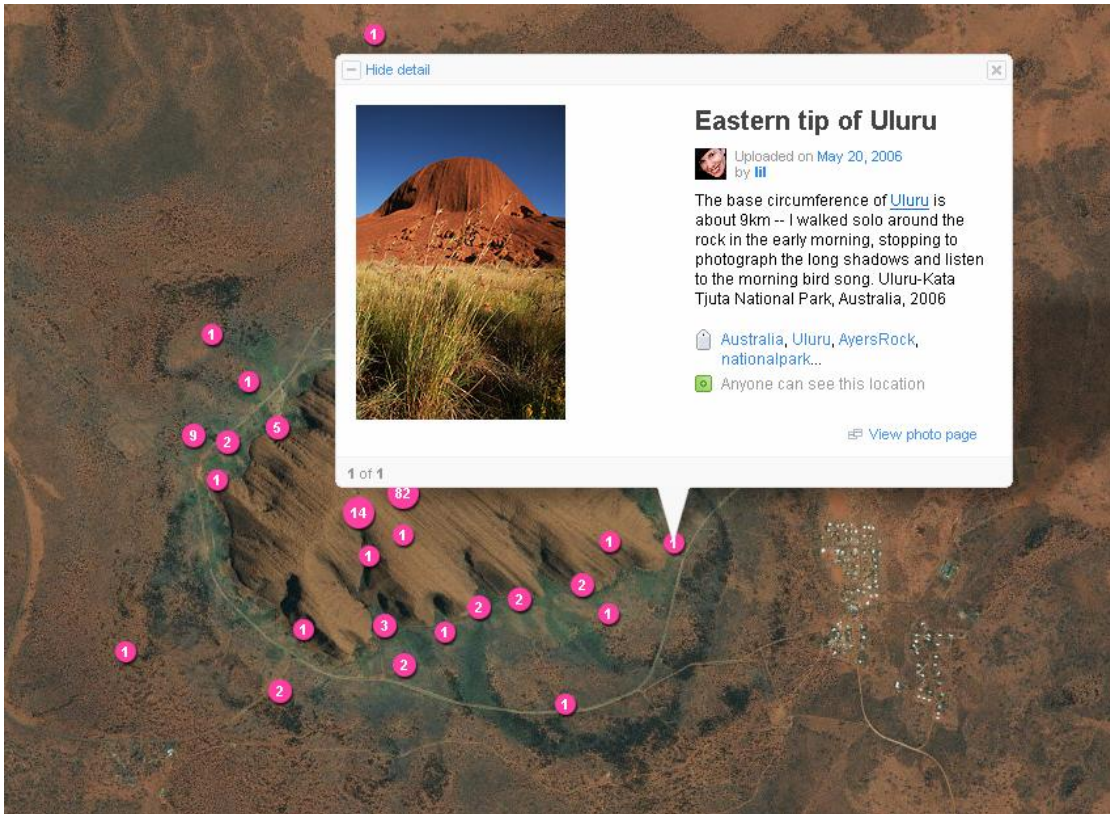 1
Hide detail
Eastern tip of Uluru
Uploaded on May 20, 2006
by lil
The base circumference of Uluru is
about 9km -- I walked solo around the
rock in the early morning, stopping to
photograph the long shadows and listen
to the morning bird song. Uluru-Kata
Tjuta National Park, Australia, 2006
Australia, Uluru, AyersRock,
nationalpark...
Anyone can see this location
View photo page
1 of 1
1
1
9
2
5
1
82
14
1
1
1
1
2
2
2
1
1
3
1
1
2
2
1